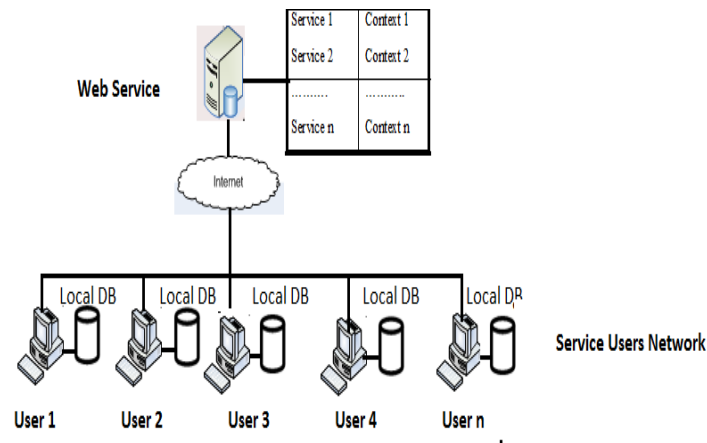 Service 1 Context 1
Web Service
Service 2 Context 2
.......... ...........
Service n Context n
Internet
Local DB Local DB Local DB Local DB Local DB
Service Users Network
User 1 User 2 User 3 User 4 User n